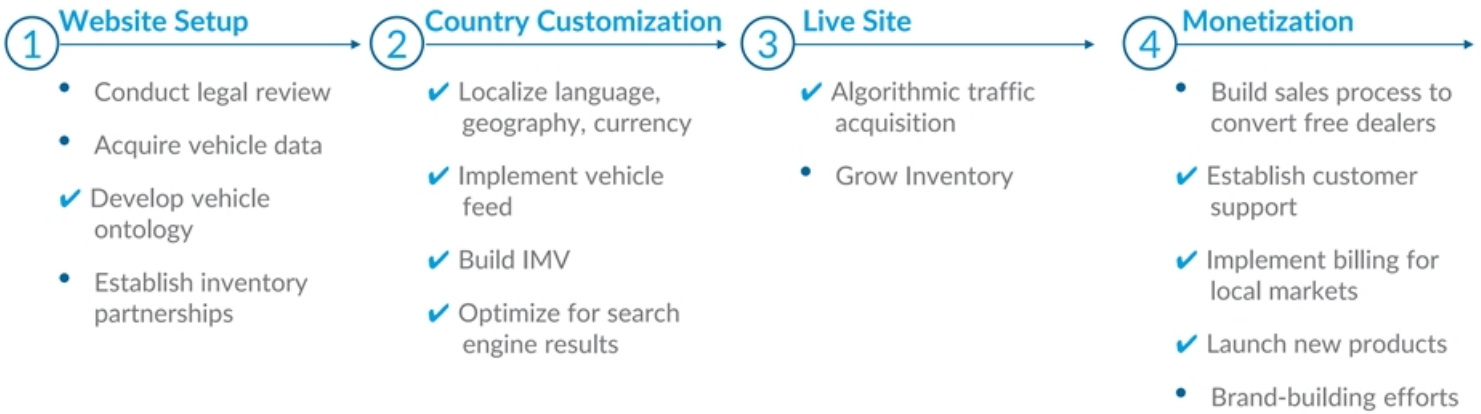 1
Website Setup
• Conduct legal review
• Acquire vehicle data
✔ Develop vehicle
ontology
• Establish inventory
partnerships
2
Country Customization
✔ Localize language,
geography, currency
✔ Implement vehicle
feed
✔ Build IMV
✔ Optimize for search
engine results
3
Live Site
✔ Algorithmic traffic
acquisition
• Grow Inventory
4
Monetization
• Build sales process to
convert free dealers
✔ Establish customer
support
✔ Implement billing for
local markets
✔ Launch new products
• Brand-building efforts